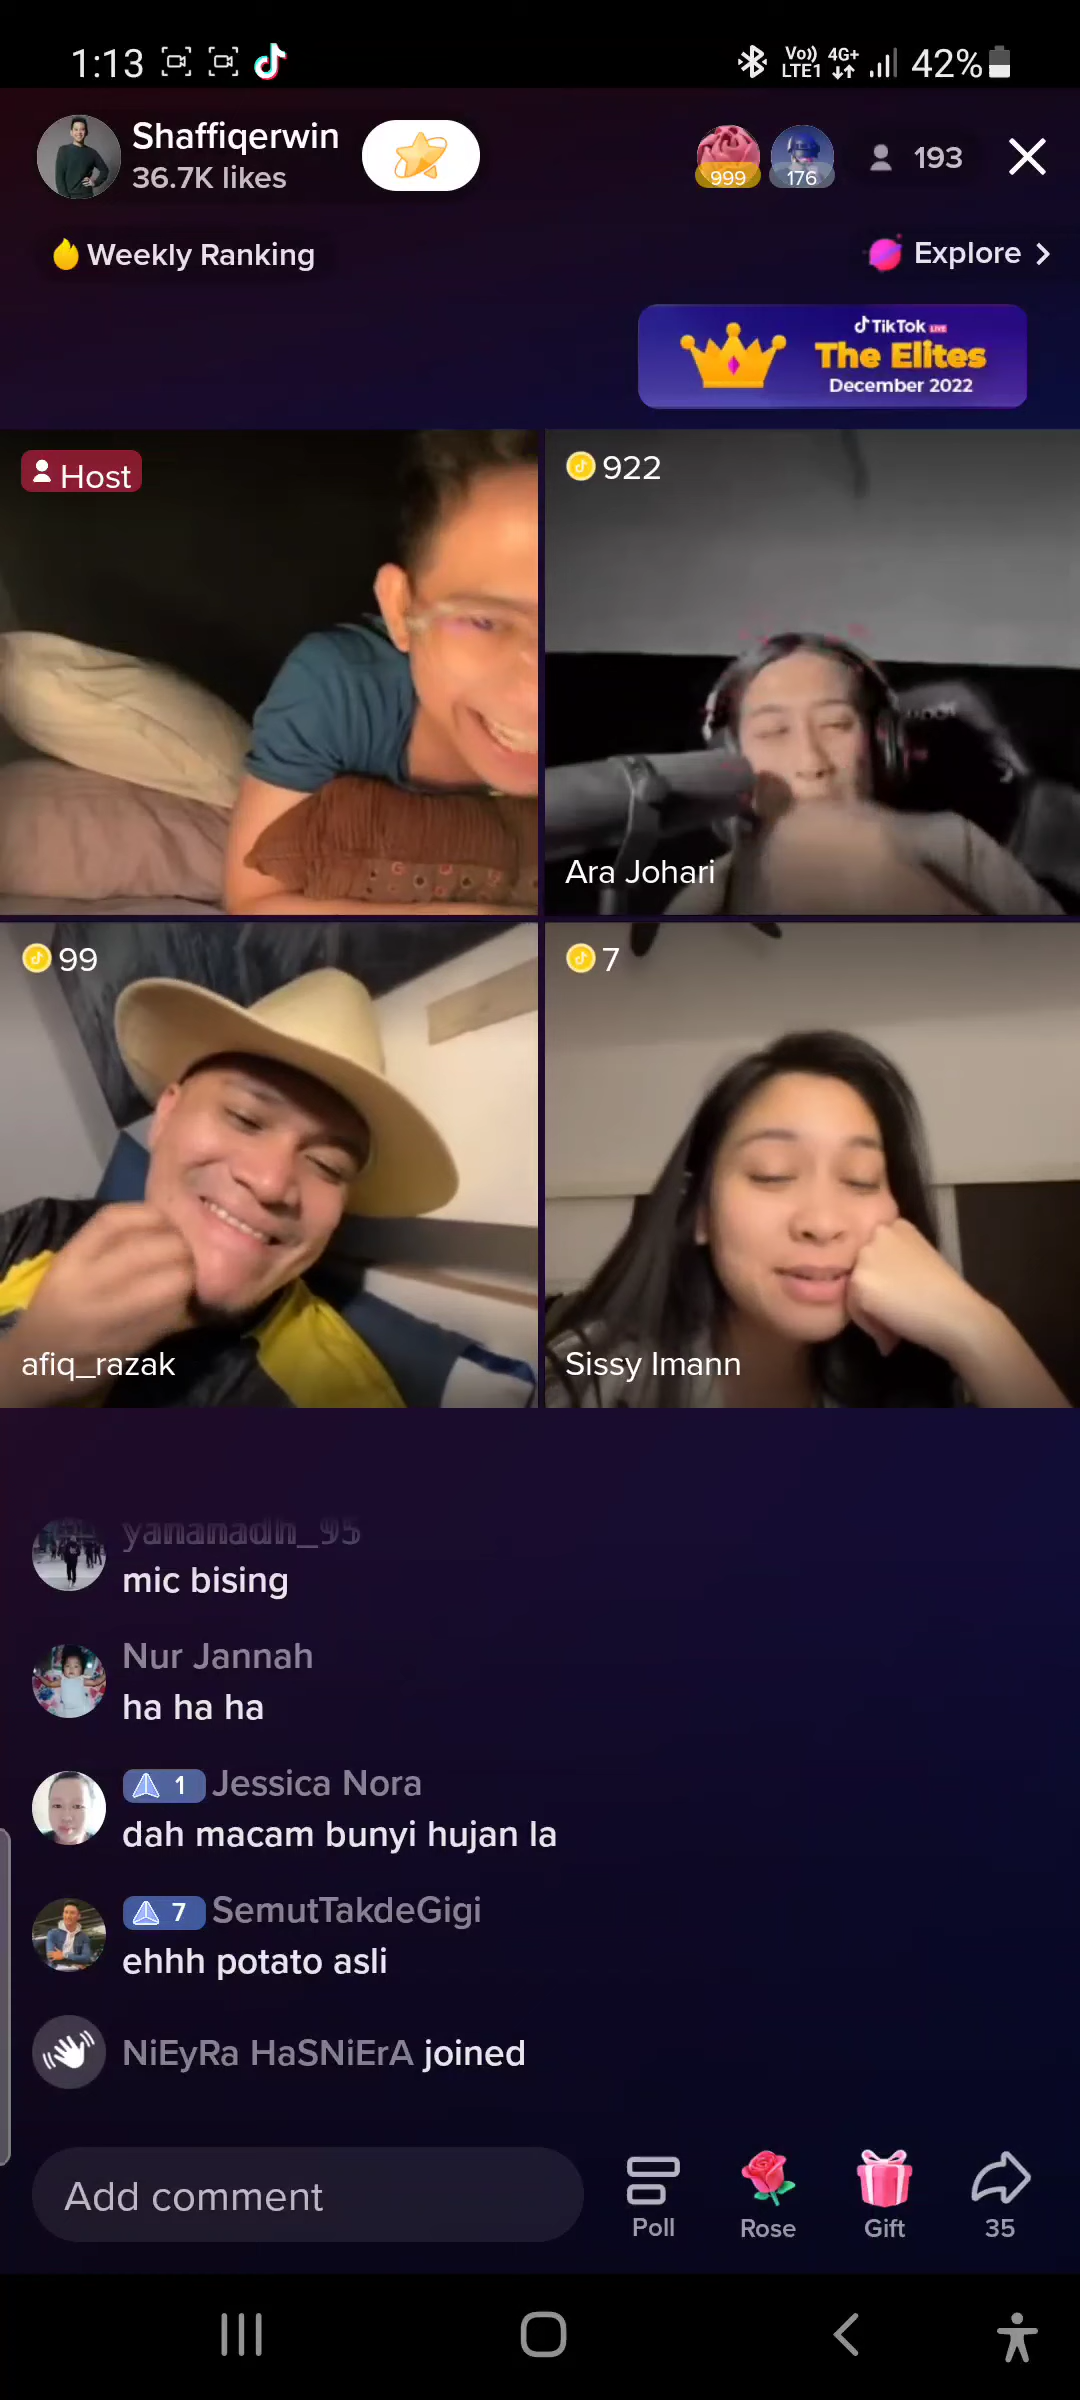 1:13
Vo)) LTE1 4G+ 42%
Shaffiqerwin
36.7K likes
999
176
193
Weekly Ranking
Explore
TikTok LIVE
The Elites
December 2022
Host
922
Ara Johari
99
7
afiq_razak
Sissy Imann
yananadh_95
mic bising
Nur Jannah
ha ha ha
1 Jessica Nora
dah macam bunyi hujan la
7 SemutTakdeGigi
ehhh potato asli
NiEyRa HaSNiErA joined
Add comment
Poll
Rose
Gift
35